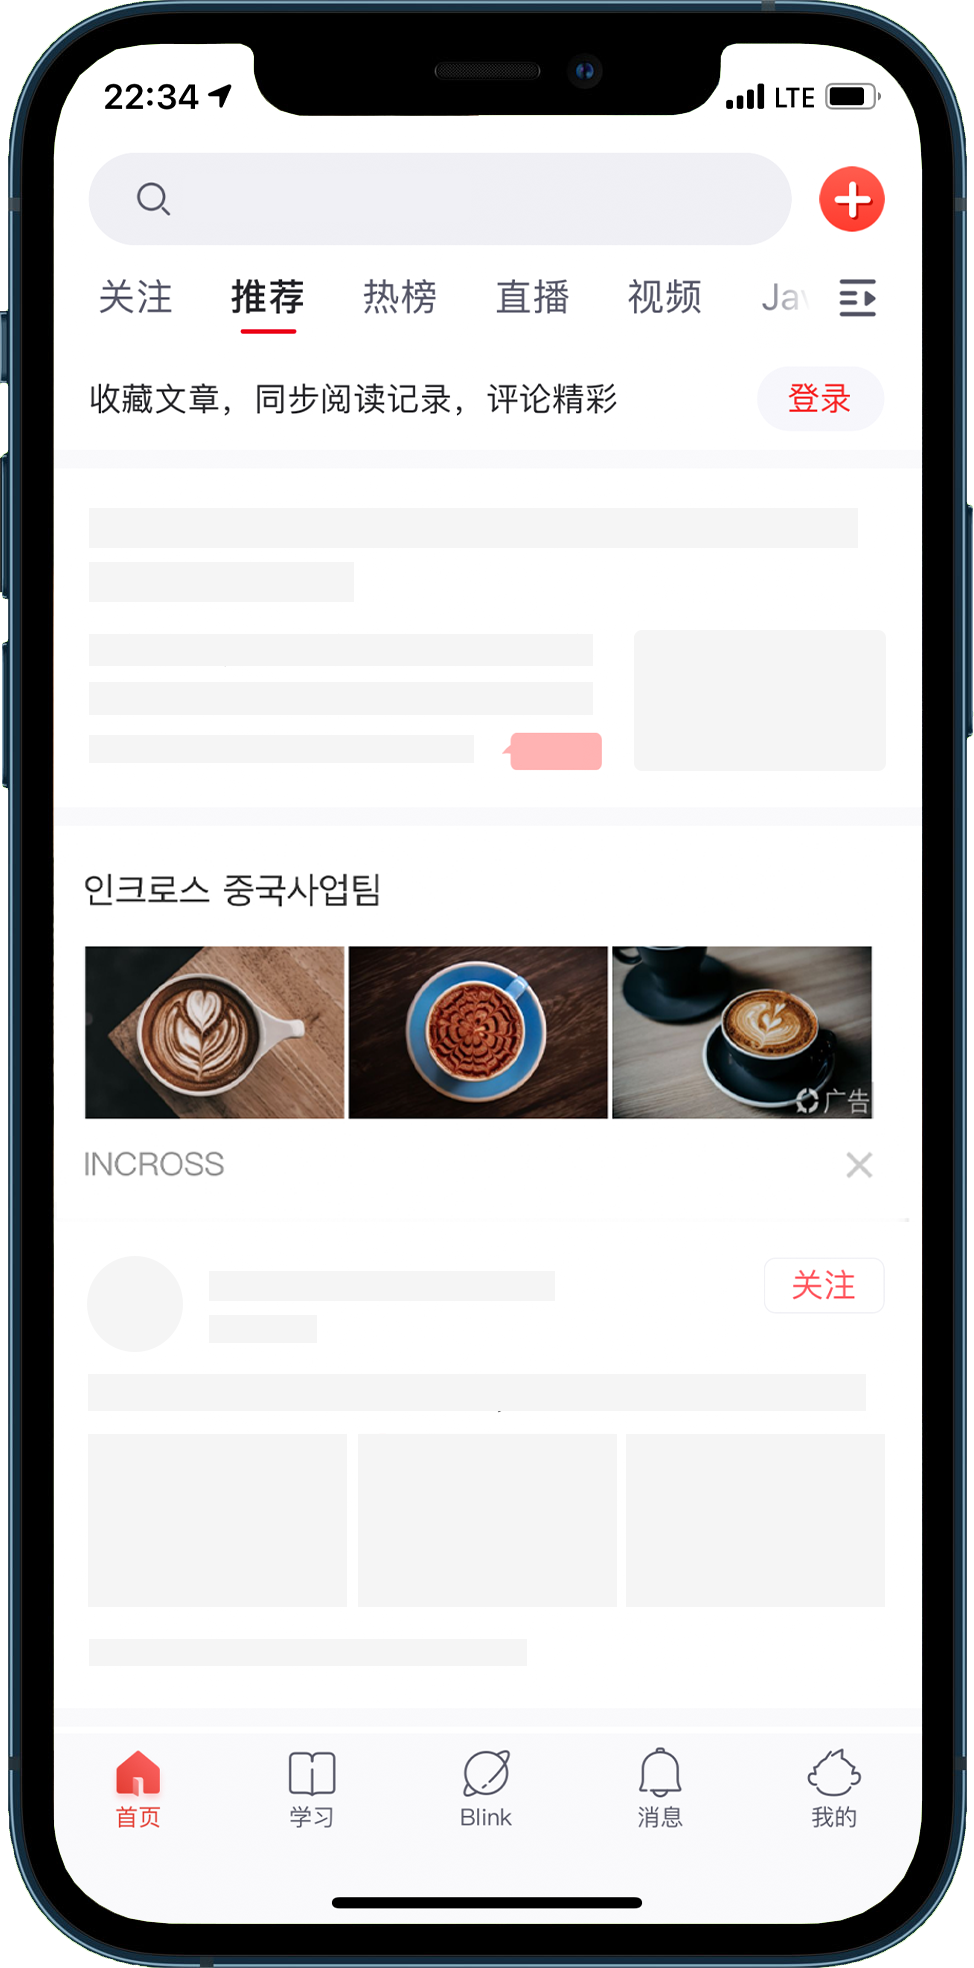 22:34 LTE
关注 推荐 热榜 直播 视频 Jav
收藏文章，同步阅读记录，评论精彩 登录
인크로스 중국사업팀
广告
INCROSS
关注
首页 学习 Blink 消息 我的